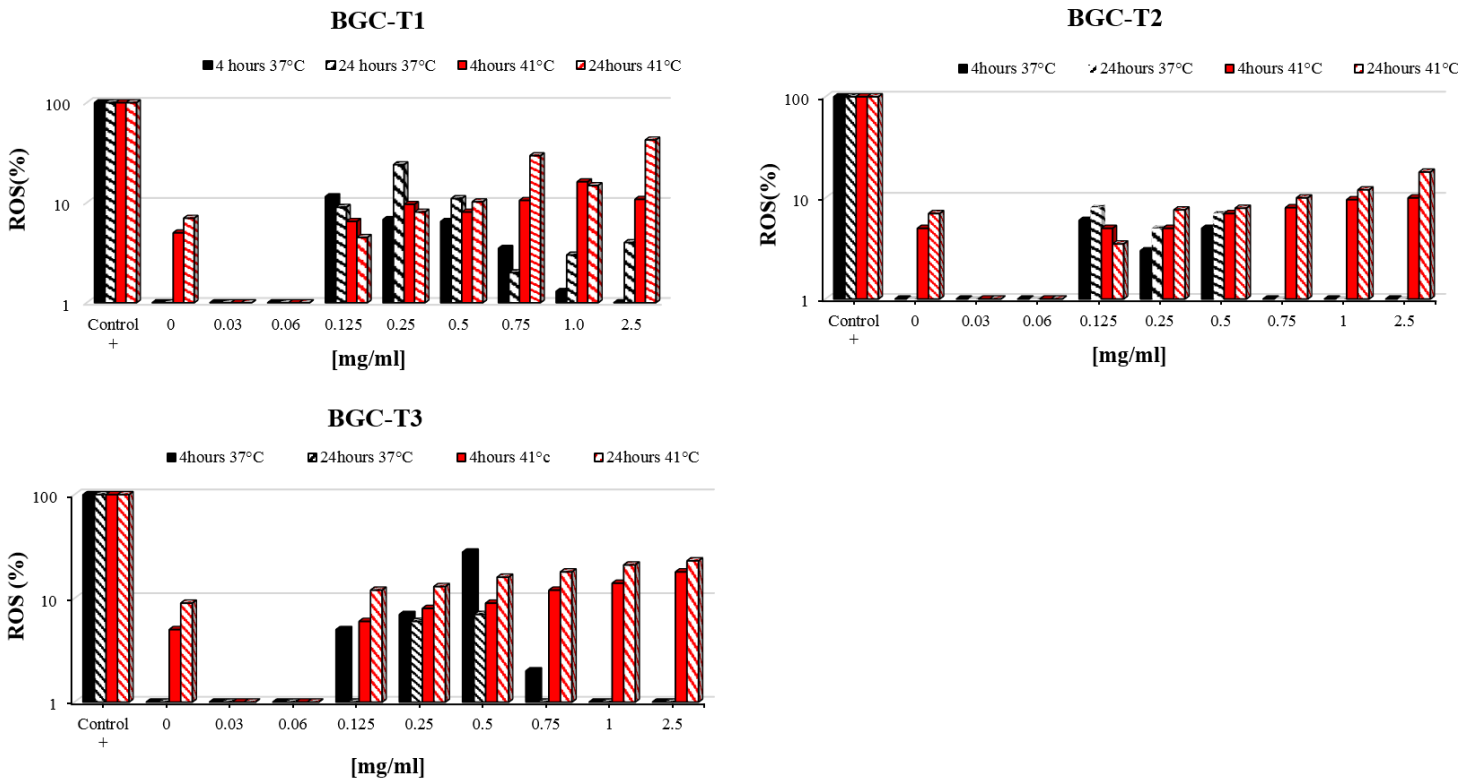 BGC-T1
4 hours 37°C 24 hours 37°C 4hours 41°C 24hours 41°C
ROS(%)
100
10
1
Control + 0 0.03 0.06 0.125 0.25 0.5 0.75 1.0 2.5
[mg/ml]
BGC-T2
4hours 37°C 24hours 37°C 4hours 41°C 24hours 41°C
ROS(%)
100
10
1
Control + 0 0.03 0.06 0.125 0.25 0.5 0.75 1 2.5
[mg/ml]
BGC-T3
4hours 37°C 24hours 37°C 4hours 41°c 24hours 41°C
ROS (%)
100
10
1
Control + 0 0.03 0.06 0.125 0.25 0.5 0.75 1 2.5
[mg/ml]